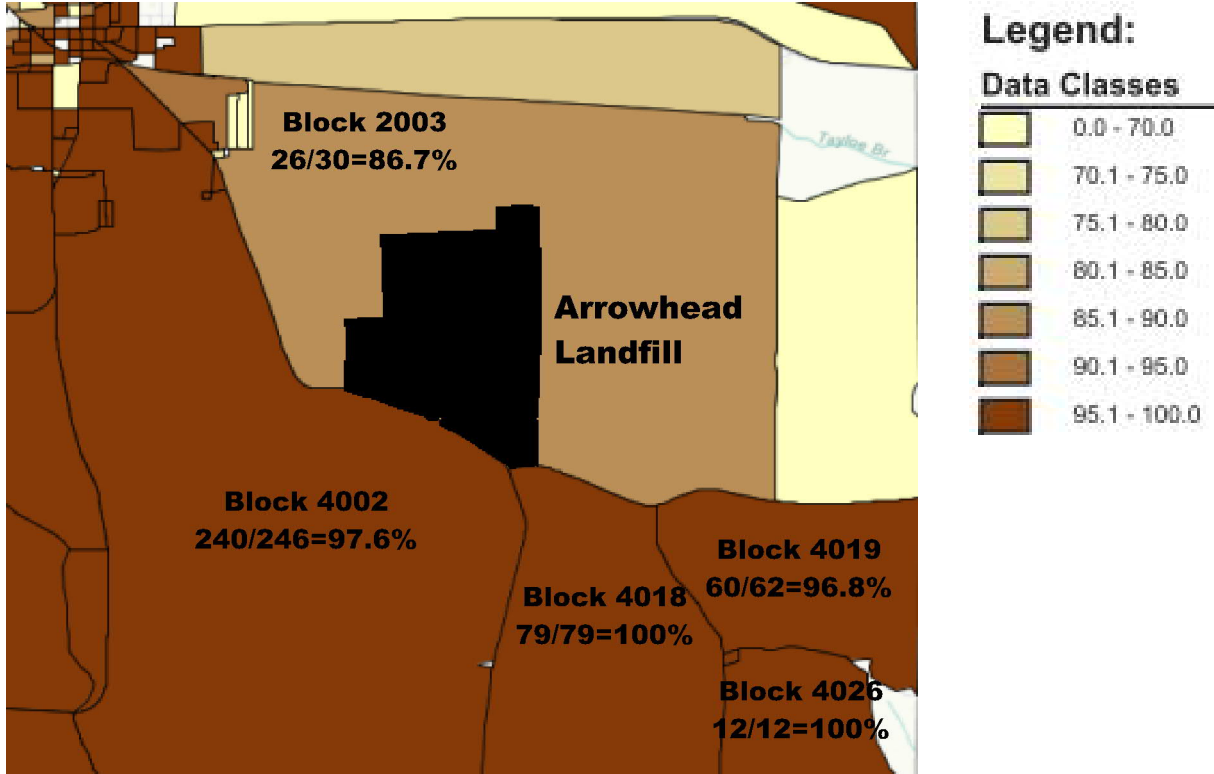 Block 2003
26/30=86.7%
Tayloe Br
Arrowhead
Landfill
Block 4002
240/246=97.6%
Block 4019
60/62=96.8%
Block 4018
79/79=100%
Block 4026
12/12=100%
Legend:
Data Classes
0.0 - 70.0
70.1 - 75.0
75.1 - 80.0
80.1 - 85.0
85.1 - 90.0
90.1 - 95.0
95.1 - 100.0